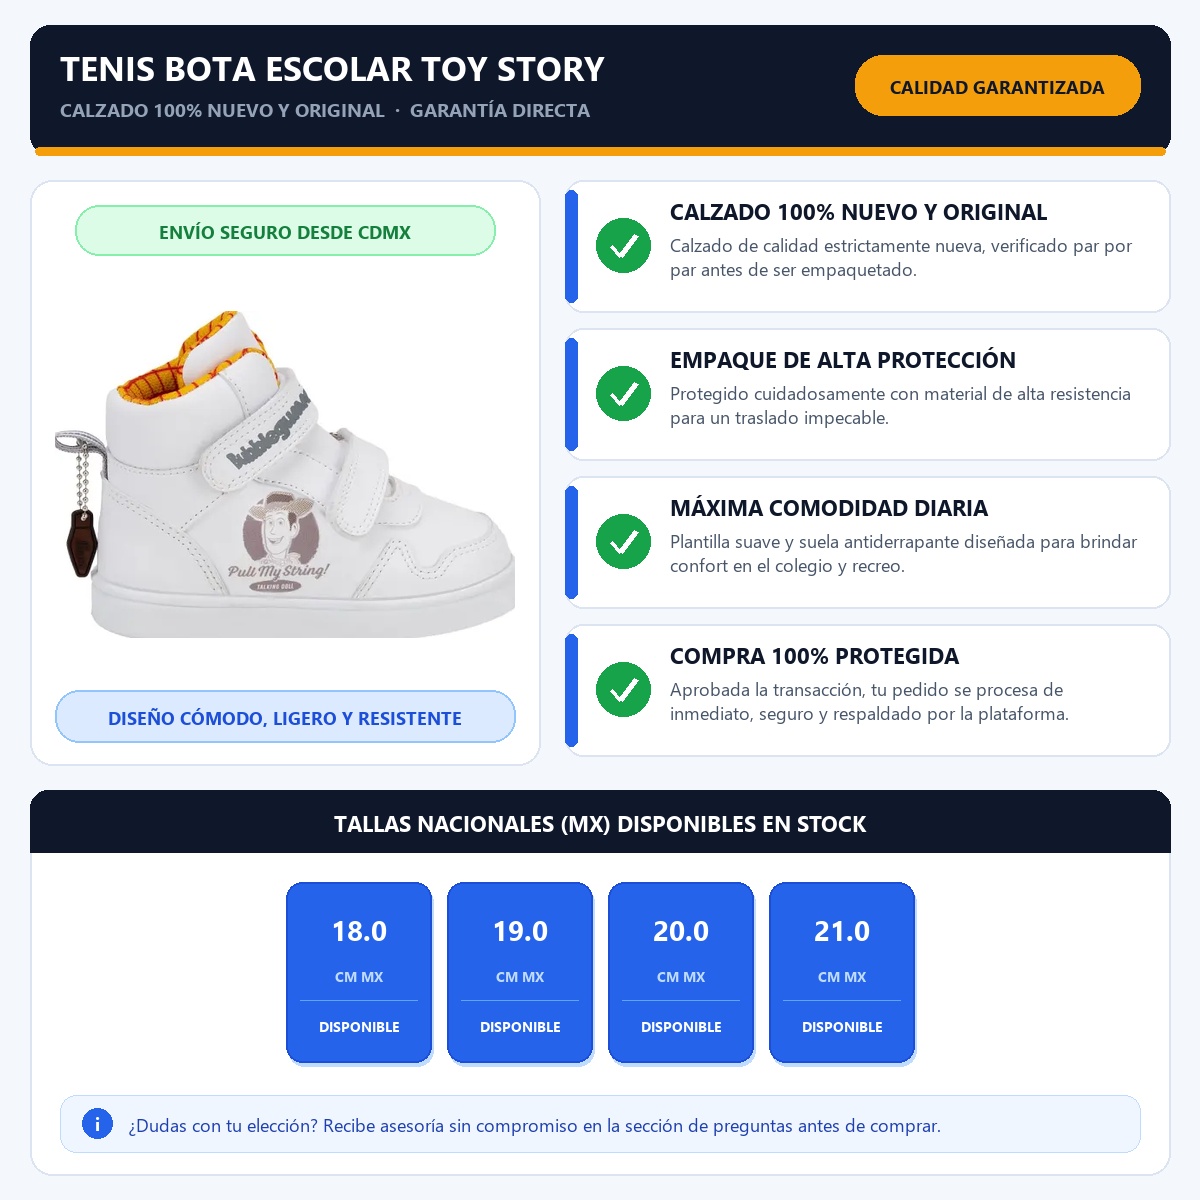 TENIS BOTA ESCOLAR TOY STORY
CALZADO 100% NUEVO Y ORIGINAL · GARANTÍA DIRECTA
CALIDAD GARANTIZADA
ENVÍO SEGURO DESDE CDMX
bubblegummers
Pull My String!
TALKING DOLL
DISEÑO CÓMODO, LIGERO Y RESISTENTE
CALZADO 100% NUEVO Y ORIGINAL
Calzado de calidad estrictamente nueva, verificado par por
par antes de ser empaquetado.
EMPAQUE DE ALTA PROTECCIÓN
Protegido cuidadosamente con material de alta resistencia
para un traslado impecable.
MÁXIMA COMODIDAD DIARIA
Plantilla suave y suela antiderrapante diseñada para brindar
confort en el colegio y recreo.
COMPRA 100% PROTEGIDA
Aprobada la transacción, tu pedido se procesa de
inmediato, seguro y respaldado por la plataforma.
TALLAS NACIONALES (MX) DISPONIBLES EN STOCK
18.0
CM MX
DISPONIBLE
19.0
CM MX
DISPONIBLE
20.0
CM MX
DISPONIBLE
21.0
CM MX
DISPONIBLE
i
¿Dudas con tu elección? Recibe asesoría sin compromiso en la sección de preguntas antes de comprar.